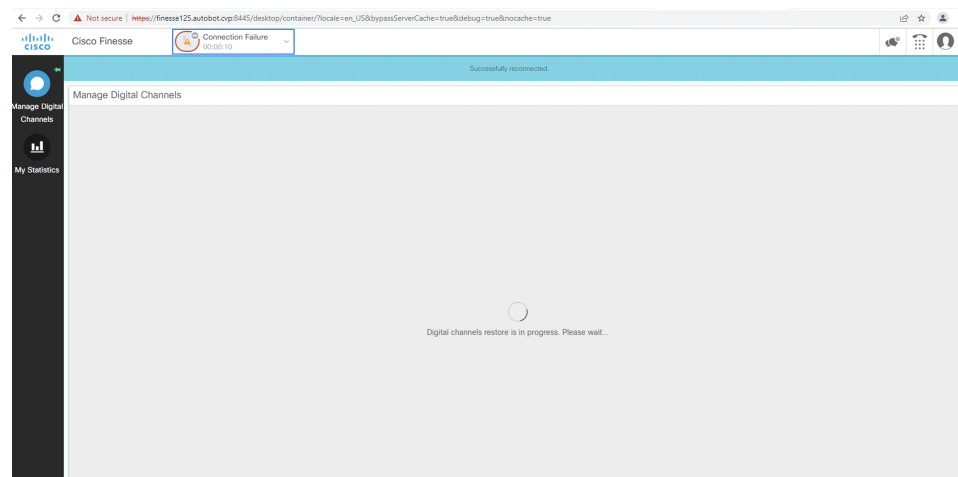 Not secure | https://finesse125.autobot.cvp:8445/desktop/container/?locale=en_US&bypassServerCache=true&debug=true&nocache=true
CISCO
Cisco Finesse
Connection Failure
00:00:10
Successfully reconnected.
Manage Digital
Channels
Manage Digital Channels
My Statistics
Digital channels restore is in progress. Please wait...